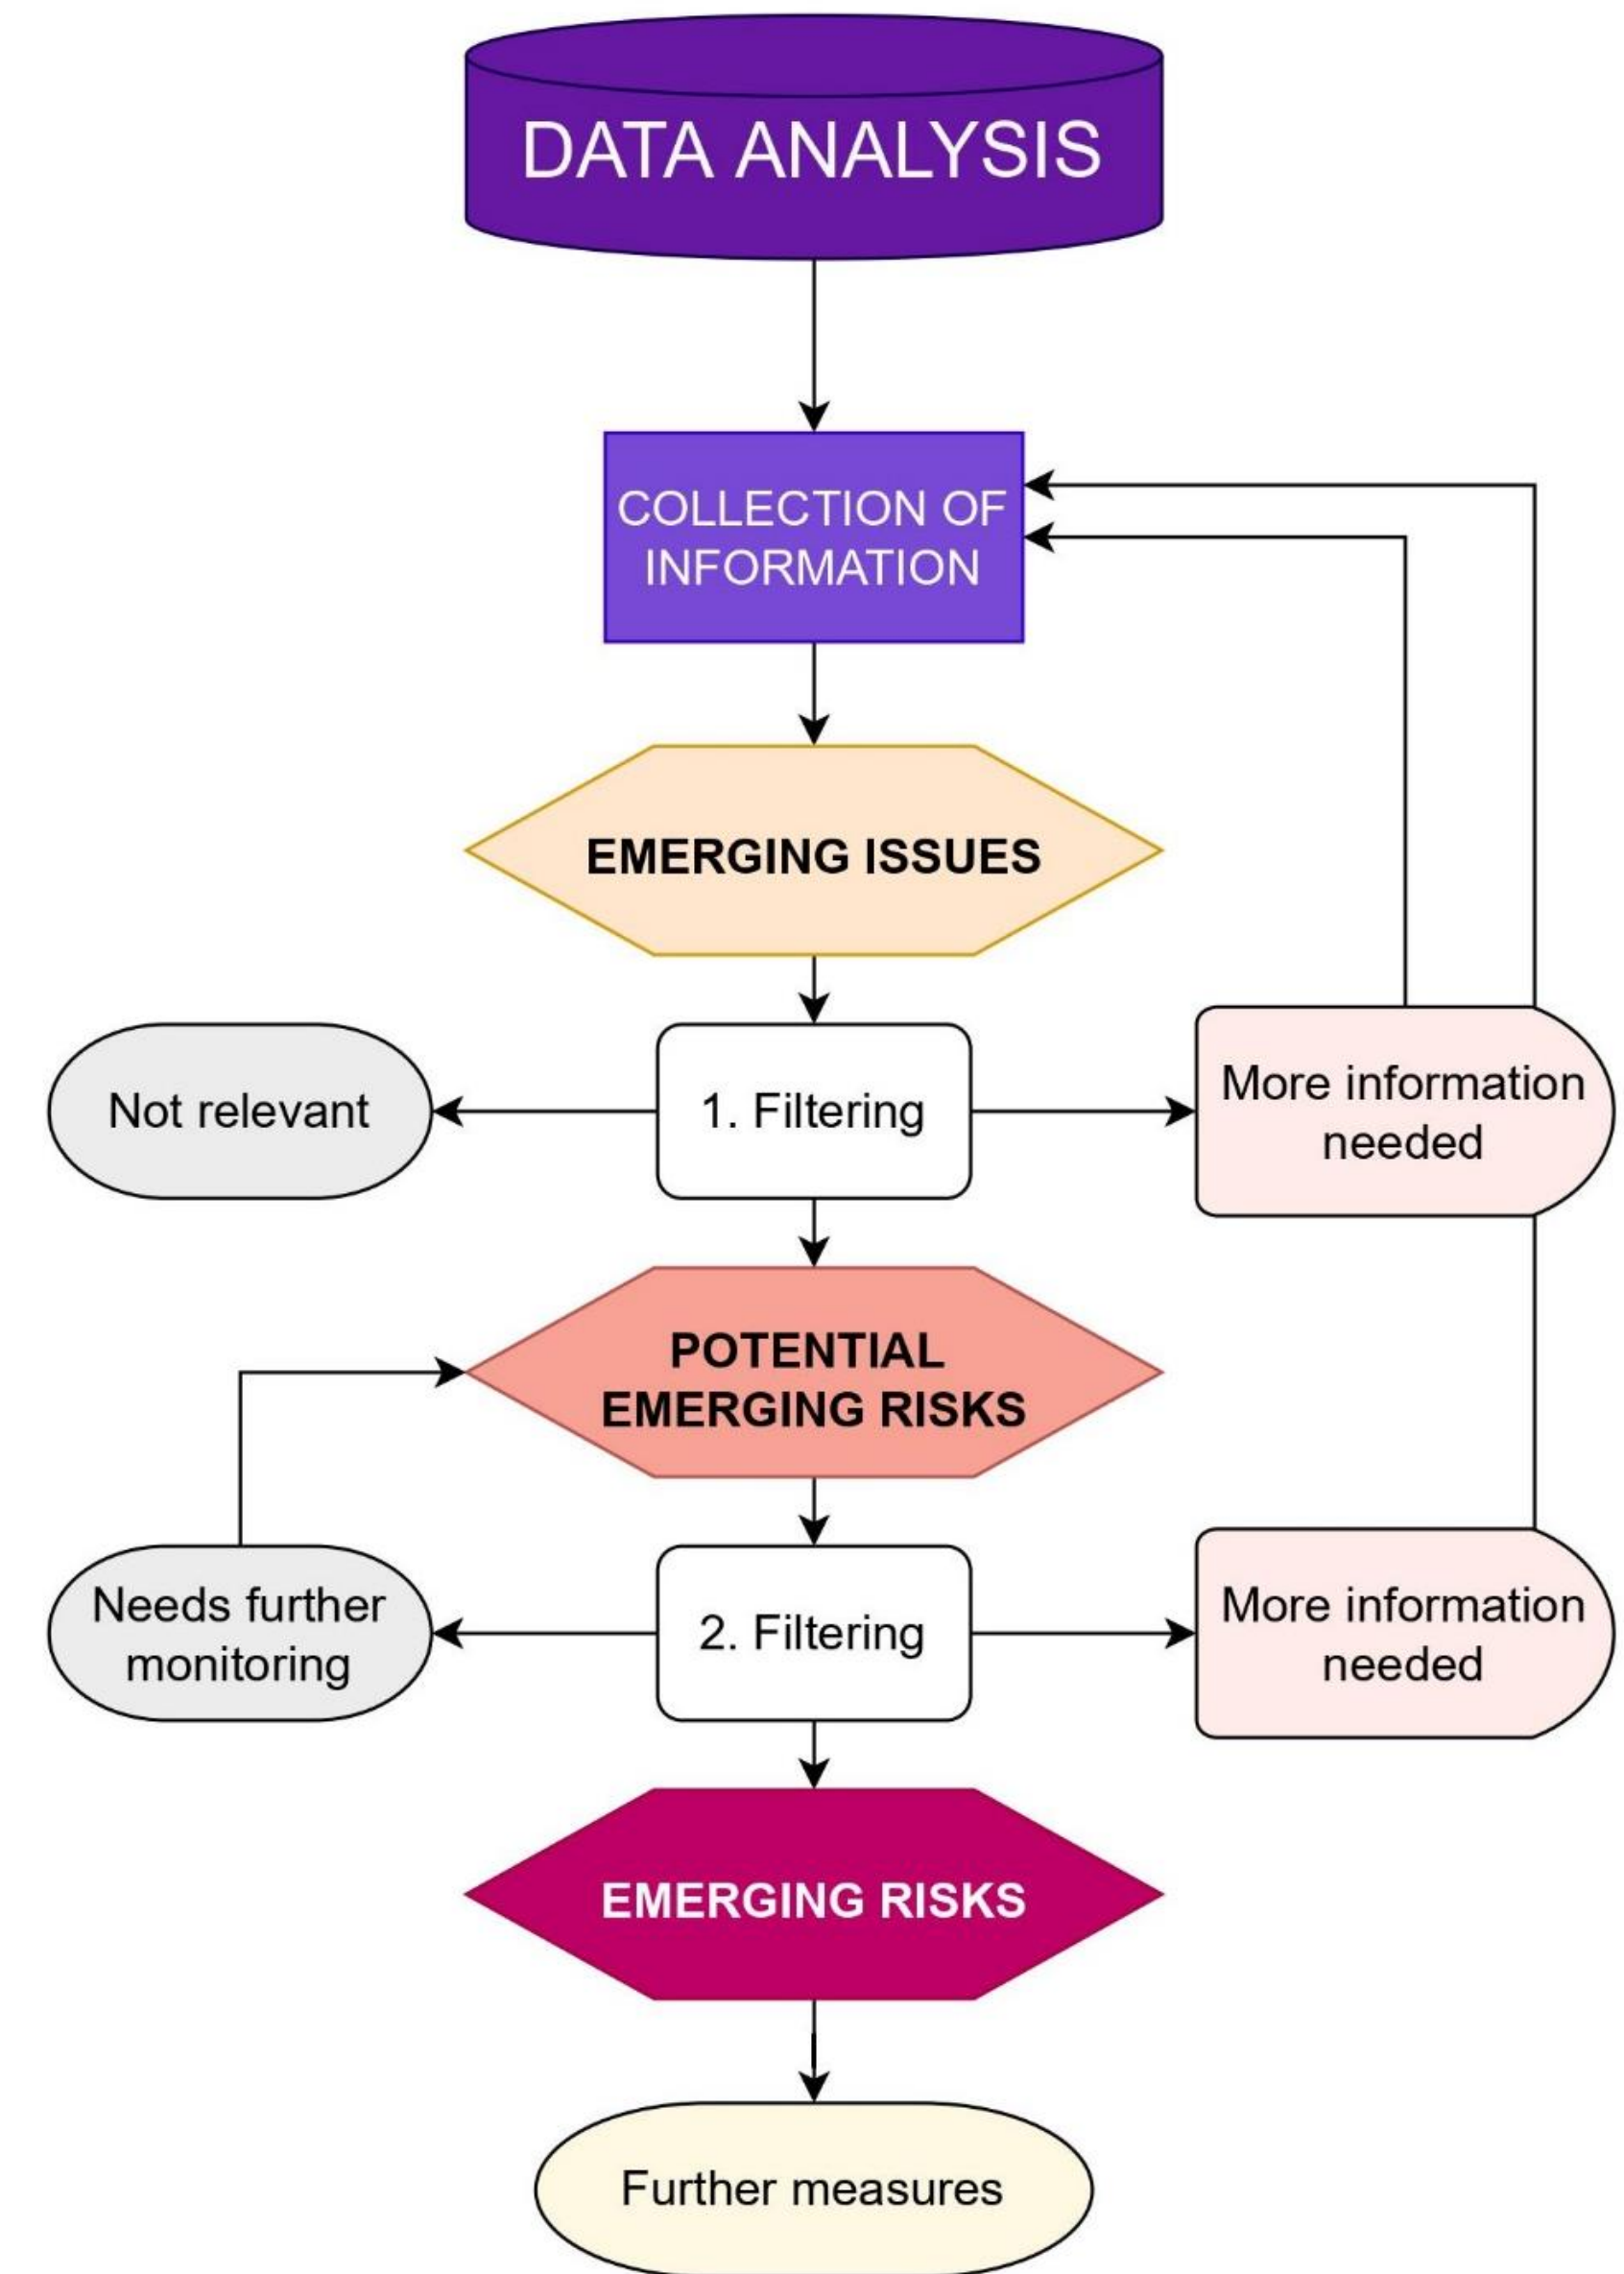 DATA ANALYSIS
COLLECTION OF
INFORMATION
EMERGING ISSUES
Not relevant
1. Filtering
More information
needed
POTENTIAL
EMERGING RISKS
Needs further
monitoring
2. Filtering
More information
needed
EMERGING RISKS
Further measures